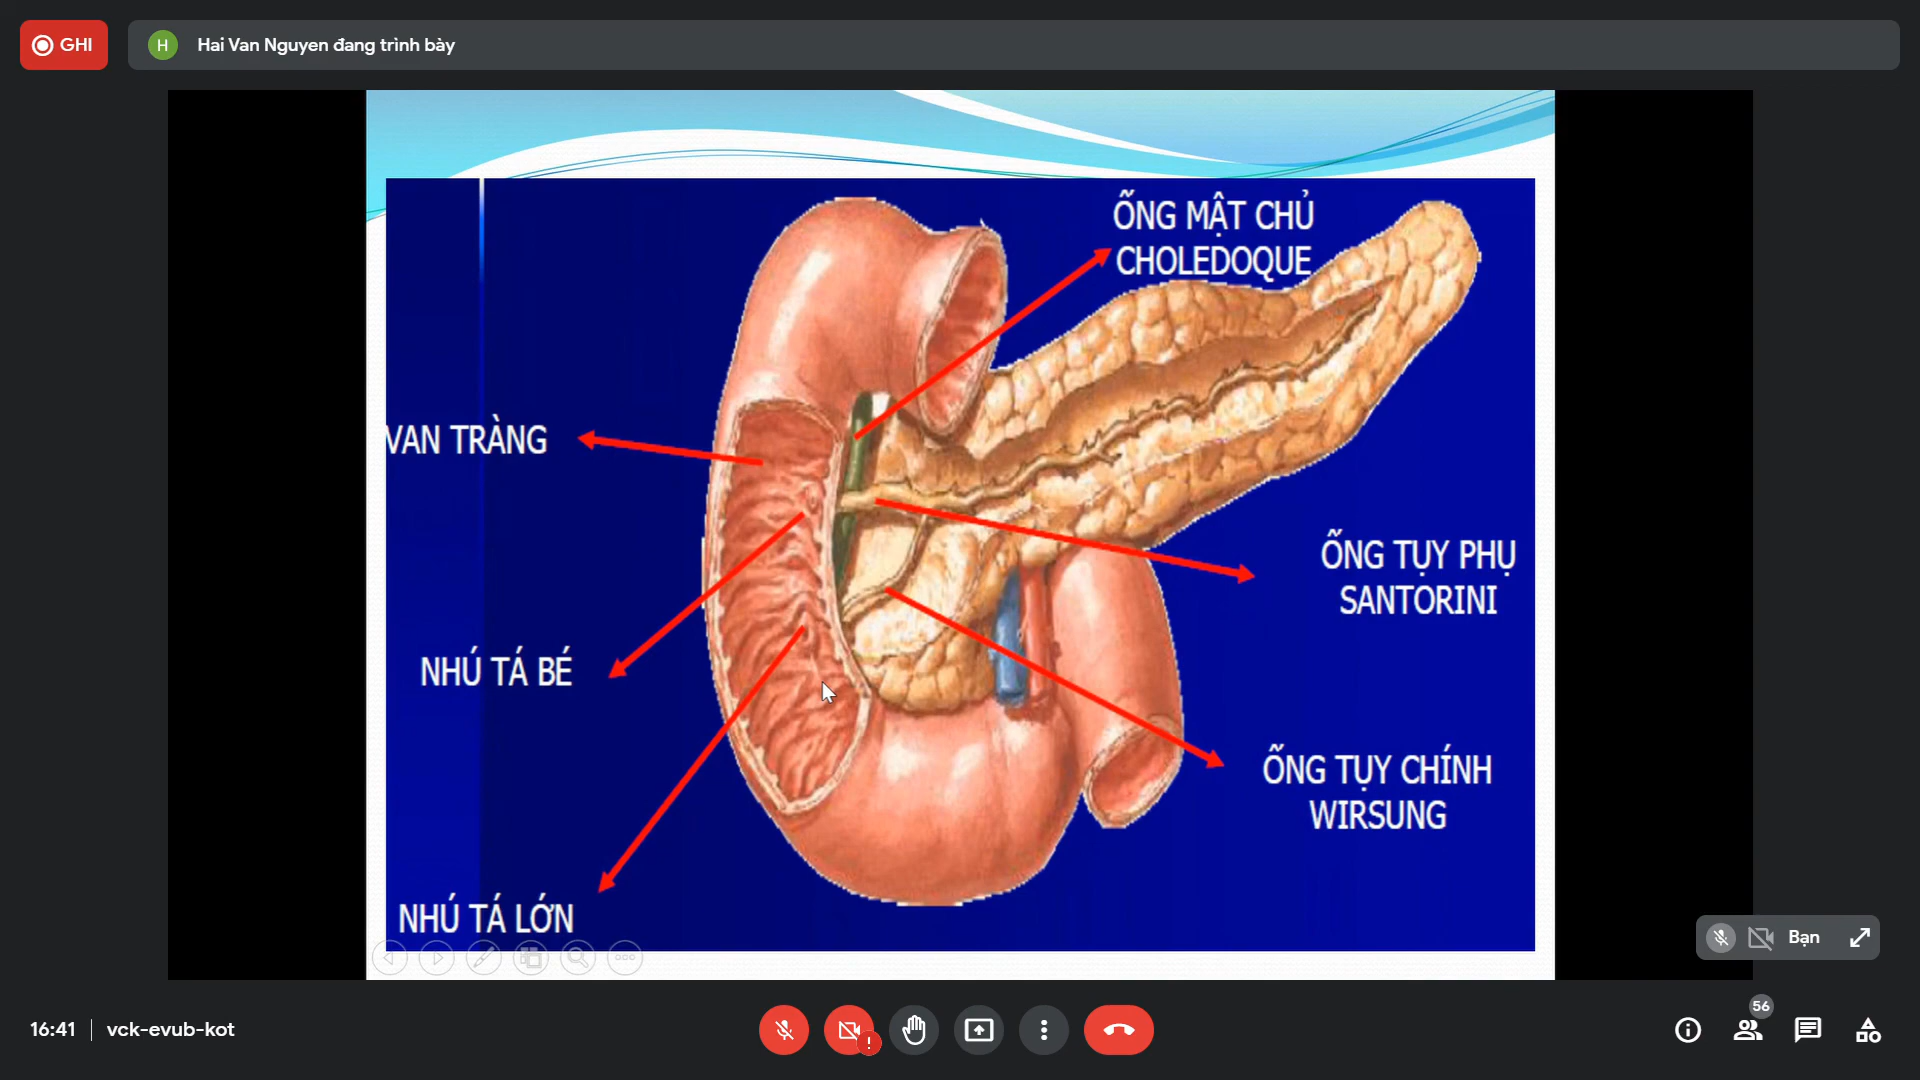 GHI
H
Hai Van Nguyen đang trình bày
ỐNG MẬT CHỦ
CHOLEDOQUE
VAN TRÀNG
ỐNG TỤY PHỤ
SANTORINI
NHÚ TÁ BÉ
ỐNG TỤY CHÍNH
WIRSUNG
NHÚ TÁ LỚN
Bạn
16:41
vck-evub-kot
56